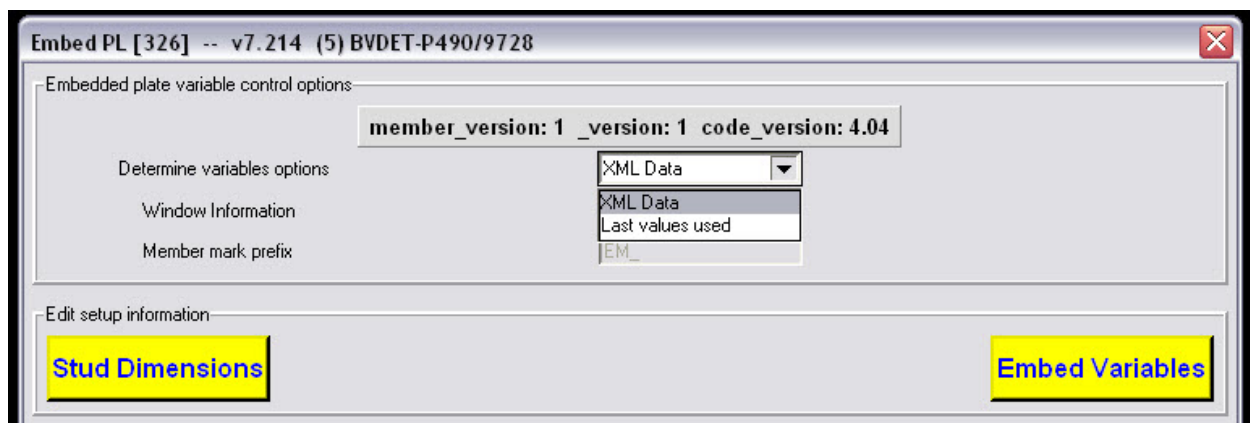 Embed PL [326] -- v7.214 (5) BVDET-P490/9728
Embedded plate variable control options
member_version: 1 _version: 1 code_version: 4.04
Determine variables options XML Data
Window Information XML Data
Last values used
Member mark prefix EM_
Edit setup information
Stud Dimensions Embed Variables